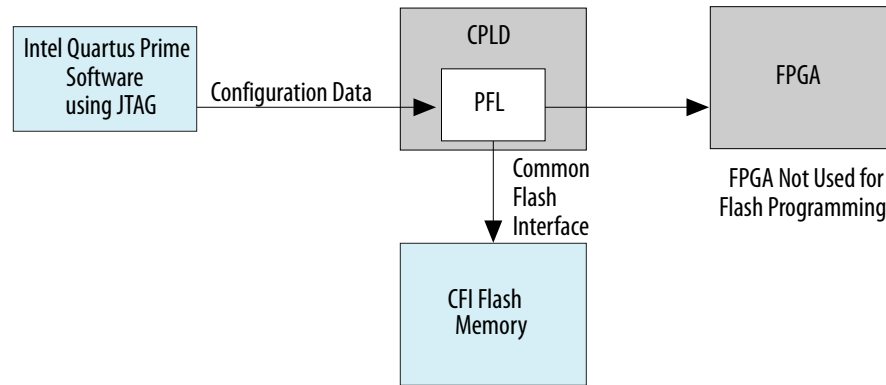 Intel Quartus Prime
Software
using JTAG
Configuration Data
CPLD
PFL
FPGA
Common
Flash
Interface
FPGA Not Used for
Flash Programming
CFI Flash
Memory